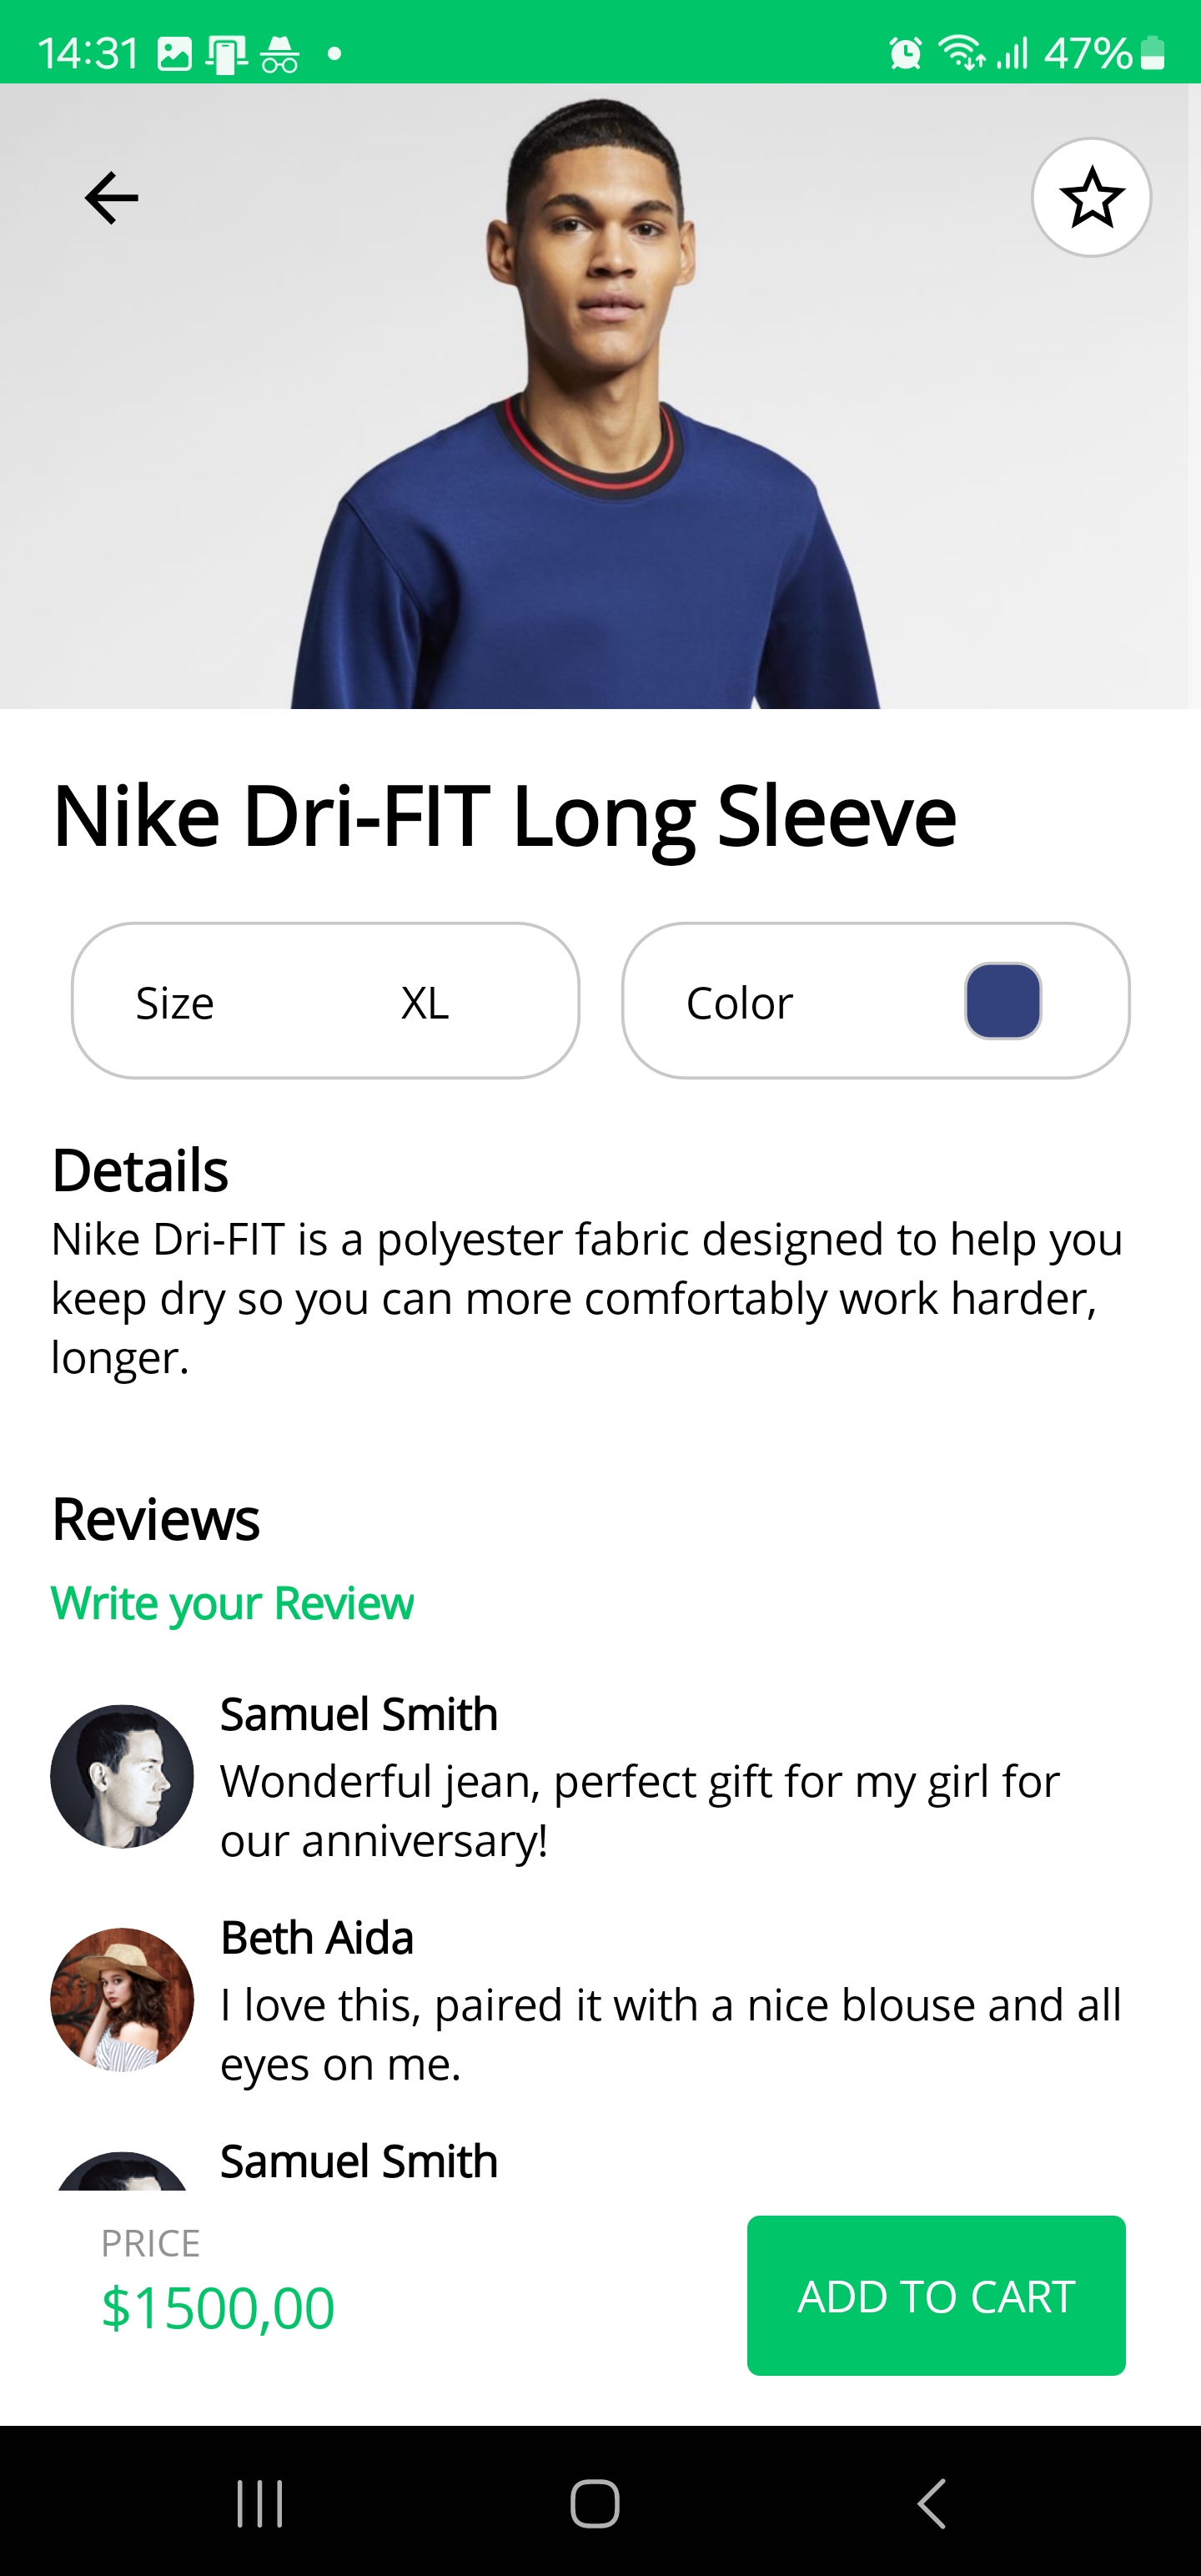 14:31
47%
Nike Dri-FIT Long Sleeve
Size XL Color
Details
Nike Dri-FIT is a polyester fabric designed to help you
keep dry so you can more comfortably work harder,
longer.
Reviews
Write your Review
Samuel Smith
Wonderful jean, perfect gift for my girl for
our anniversary!
Beth Aida
I love this, paired it with a nice blouse and all
eyes on me.
Samuel Smith
PRICE
$1500,00
ADD TO CART